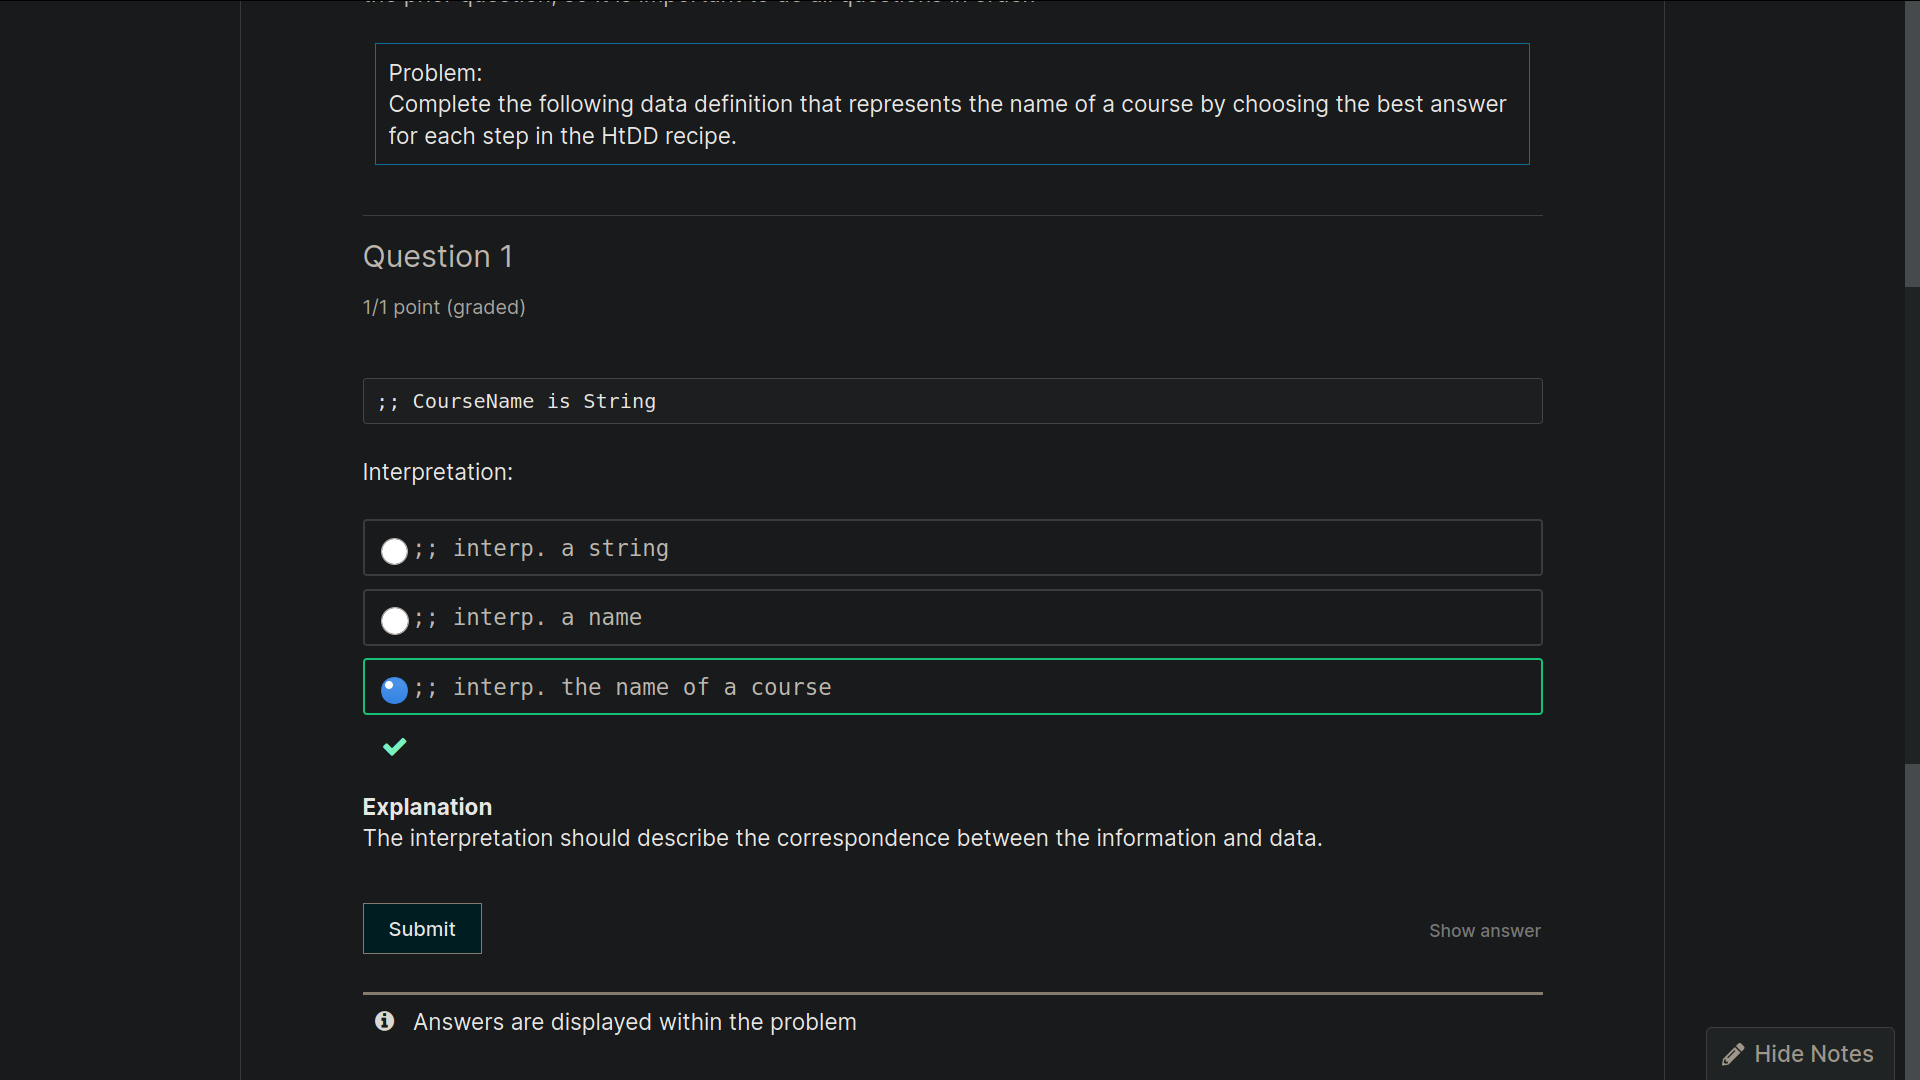 Problem:
Complete the following data definition that represents the name of a course by choosing the best answer
for each step in the HtDD recipe.
Question 1
1/1 point (graded)
;; CourseName is String
Interpretation:
;; interp. a string
;; interp. a name
;; interp. the name of a course
Explanation
The interpretation should describe the correspondence between the information and data.
Submit
Show answer
Answers are displayed within the problem
Hide Notes